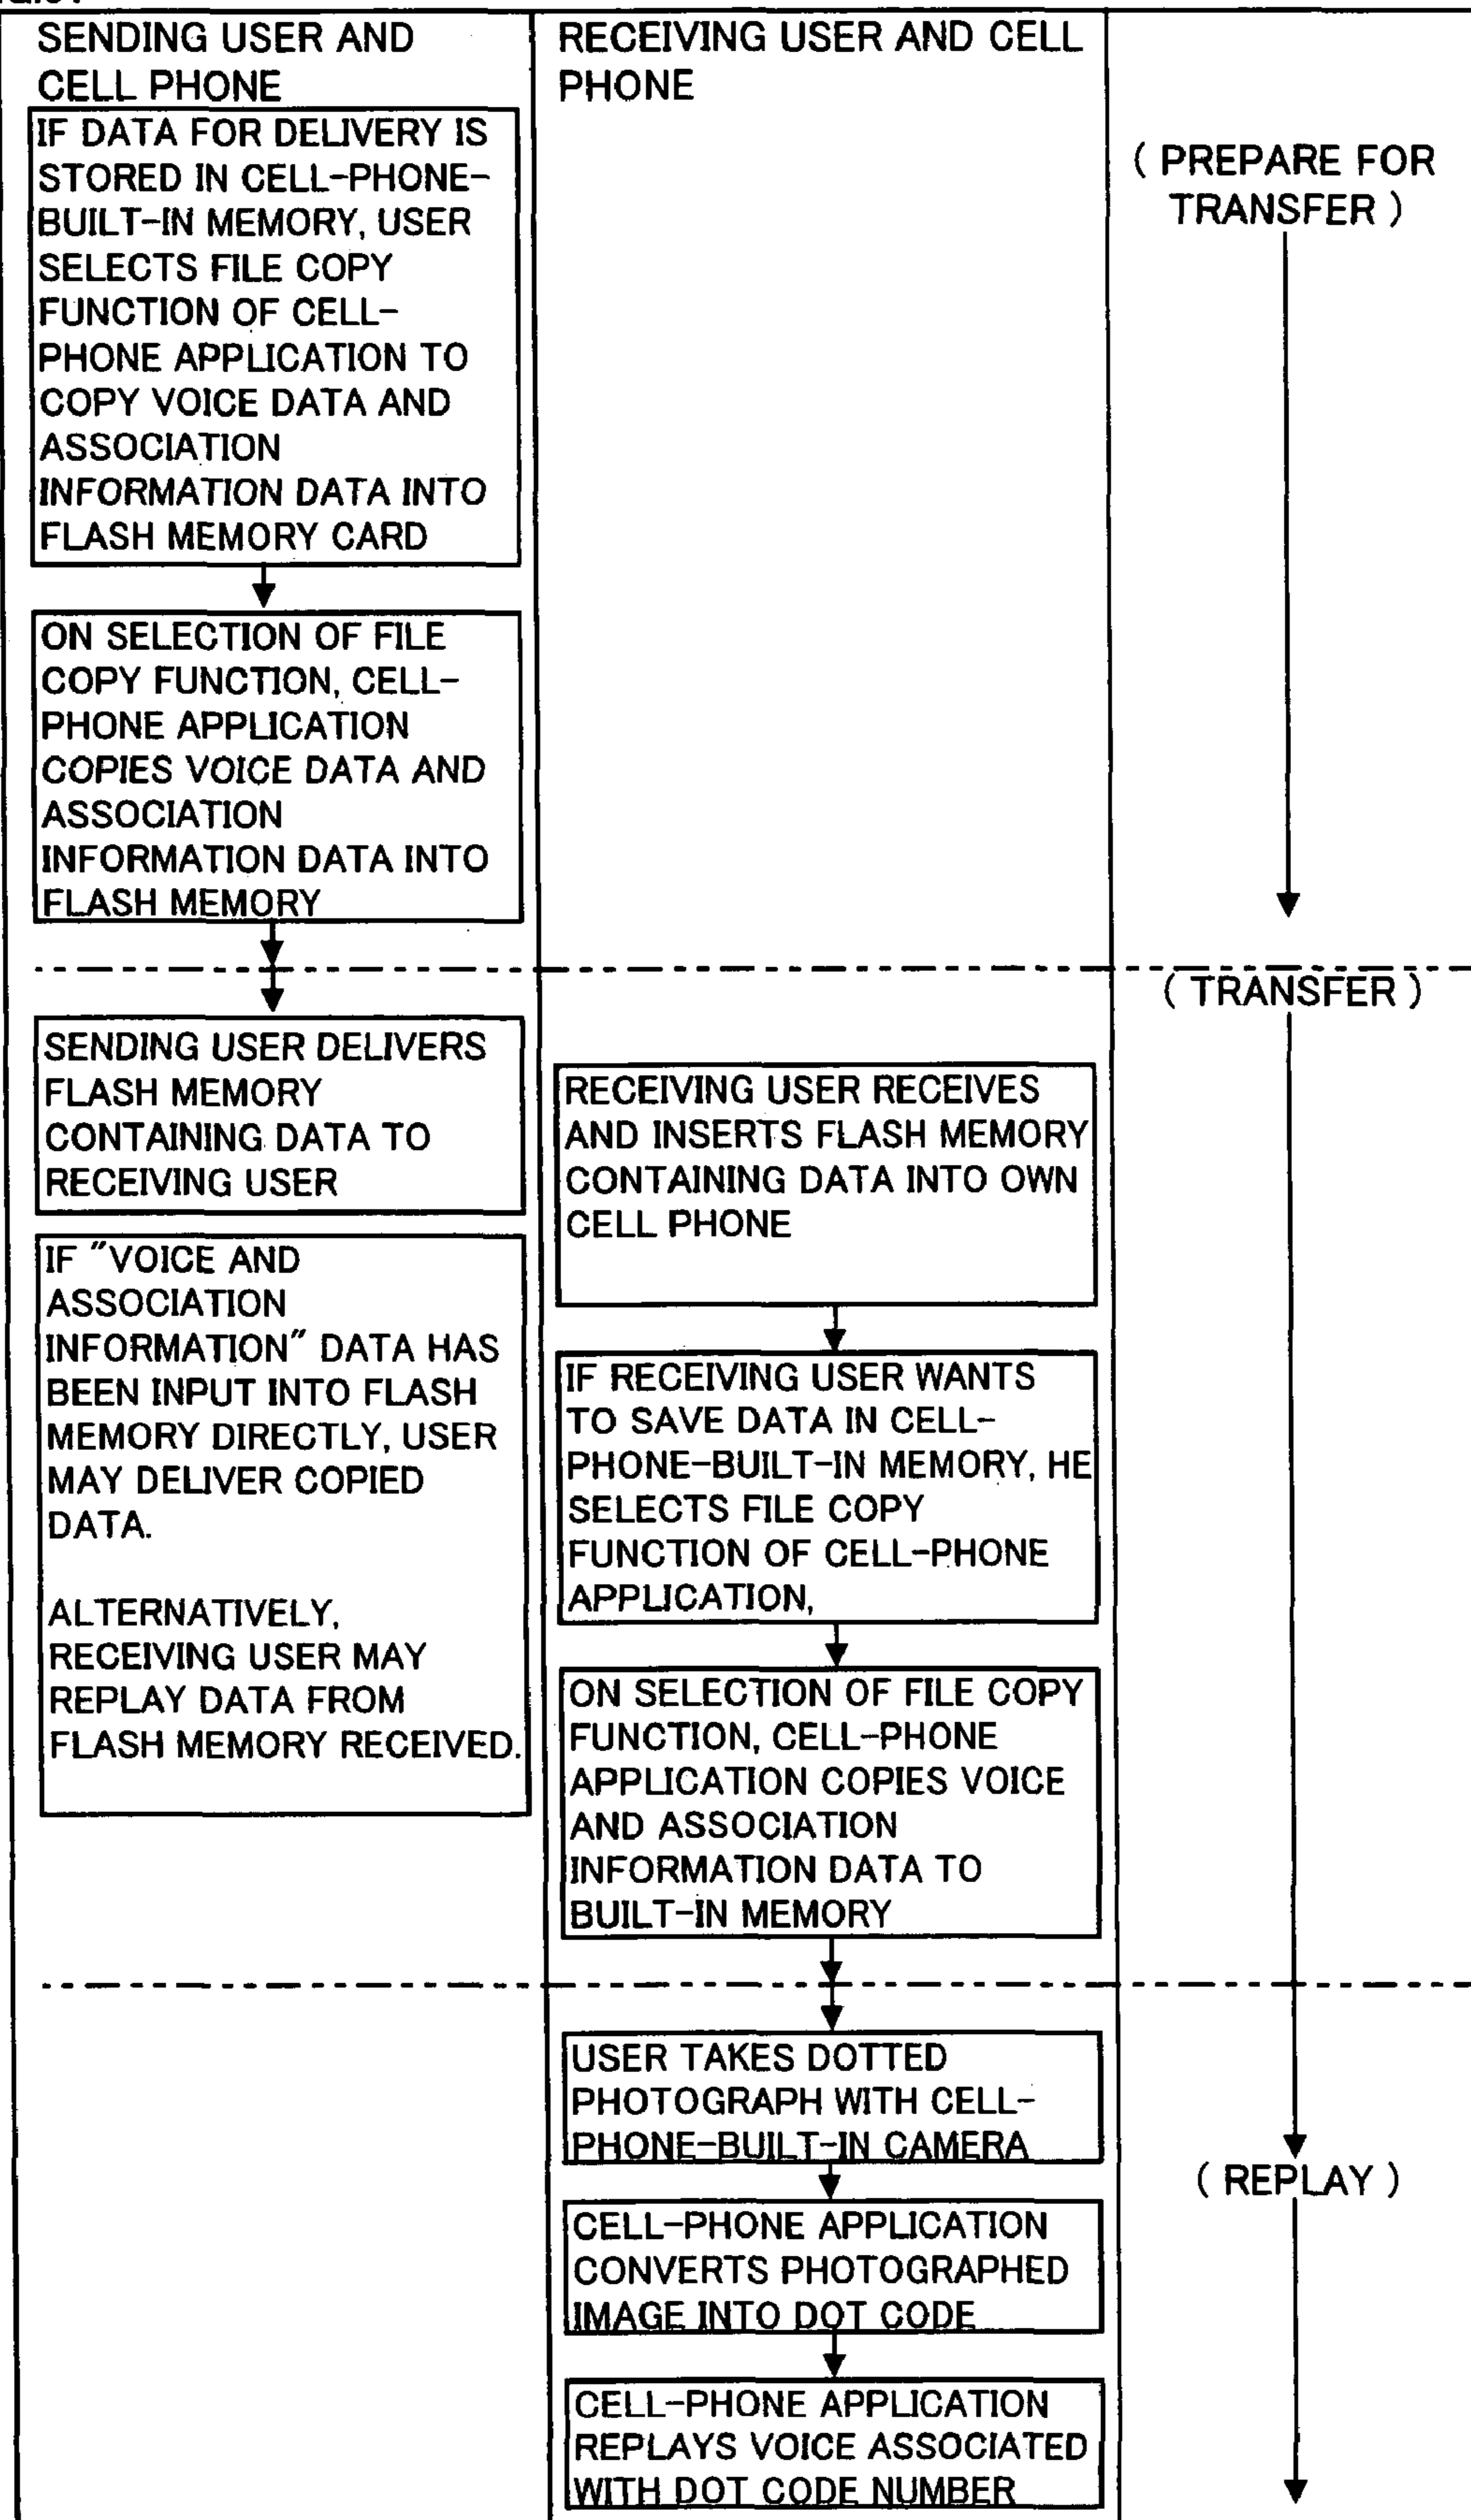 SENDING USER AND
CELL PHONE
RECEIVING USER AND CELL
PHONE
IF DATA FOR DELIVERY IS
STORED IN CELL-PHONE-
BUILT-IN MEMORY, USER
SELECTS FILE COPY
FUNCTION OF CELL-
PHONE APPLICATION TO
COPY VOICE DATA AND
ASSOCIATION
INFORMATION DATA INTO
FLASH MEMORY CARD
( PREPARE FOR
TRANSFER )
ON SELECTION OF FILE
COPY FUNCTION, CELL-
PHONE APPLICATION
COPIES VOICE DATA AND
ASSOCIATION
INFORMATION DATA INTO
FLASH MEMORY
( TRANSFER )
SENDING USER DELIVERS
FLASH MEMORY
CONTAINING DATA TO
RECEIVING USER
IF "VOICE AND
ASSOCIATION
INFORMATION" DATA HAS
BEEN INPUT INTO FLASH
MEMORY DIRECTLY, USER
MAY DELIVER COPIED
DATA.
ALTERNATIVELY,
RECEIVING USER MAY
REPLAY DATA FROM
FLASH MEMORY RECEIVED.
RECEIVING USER RECEIVES
AND INSERTS FLASH MEMORY
CONTAINING DATA INTO OWN
CELL PHONE
IF RECEIVING USER WANTS
TO SAVE DATA IN CELL-
PHONE-BUILT-IN MEMORY, HE
SELECTS FILE COPY
FUNCTION OF CELL-PHONE
APPLICATION,
ON SELECTION OF FILE COPY
FUNCTION, CELL-PHONE
APPLICATION COPIES VOICE
AND ASSOCIATION
INFORMATION DATA TO
BUILT-IN MEMORY
USER TAKES DOTTED
PHOTOGRAPH WITH CELL-
PHONE-BUILT-IN CAMERA
( REPLAY )
CELL-PHONE APPLICATION
CONVERTS PHOTOGRAPHED
IMAGE INTO DOT CODE
CELL-PHONE APPLICATION
REPLAYS VOICE ASSOCIATED
WITH DOT CODE NUMBER